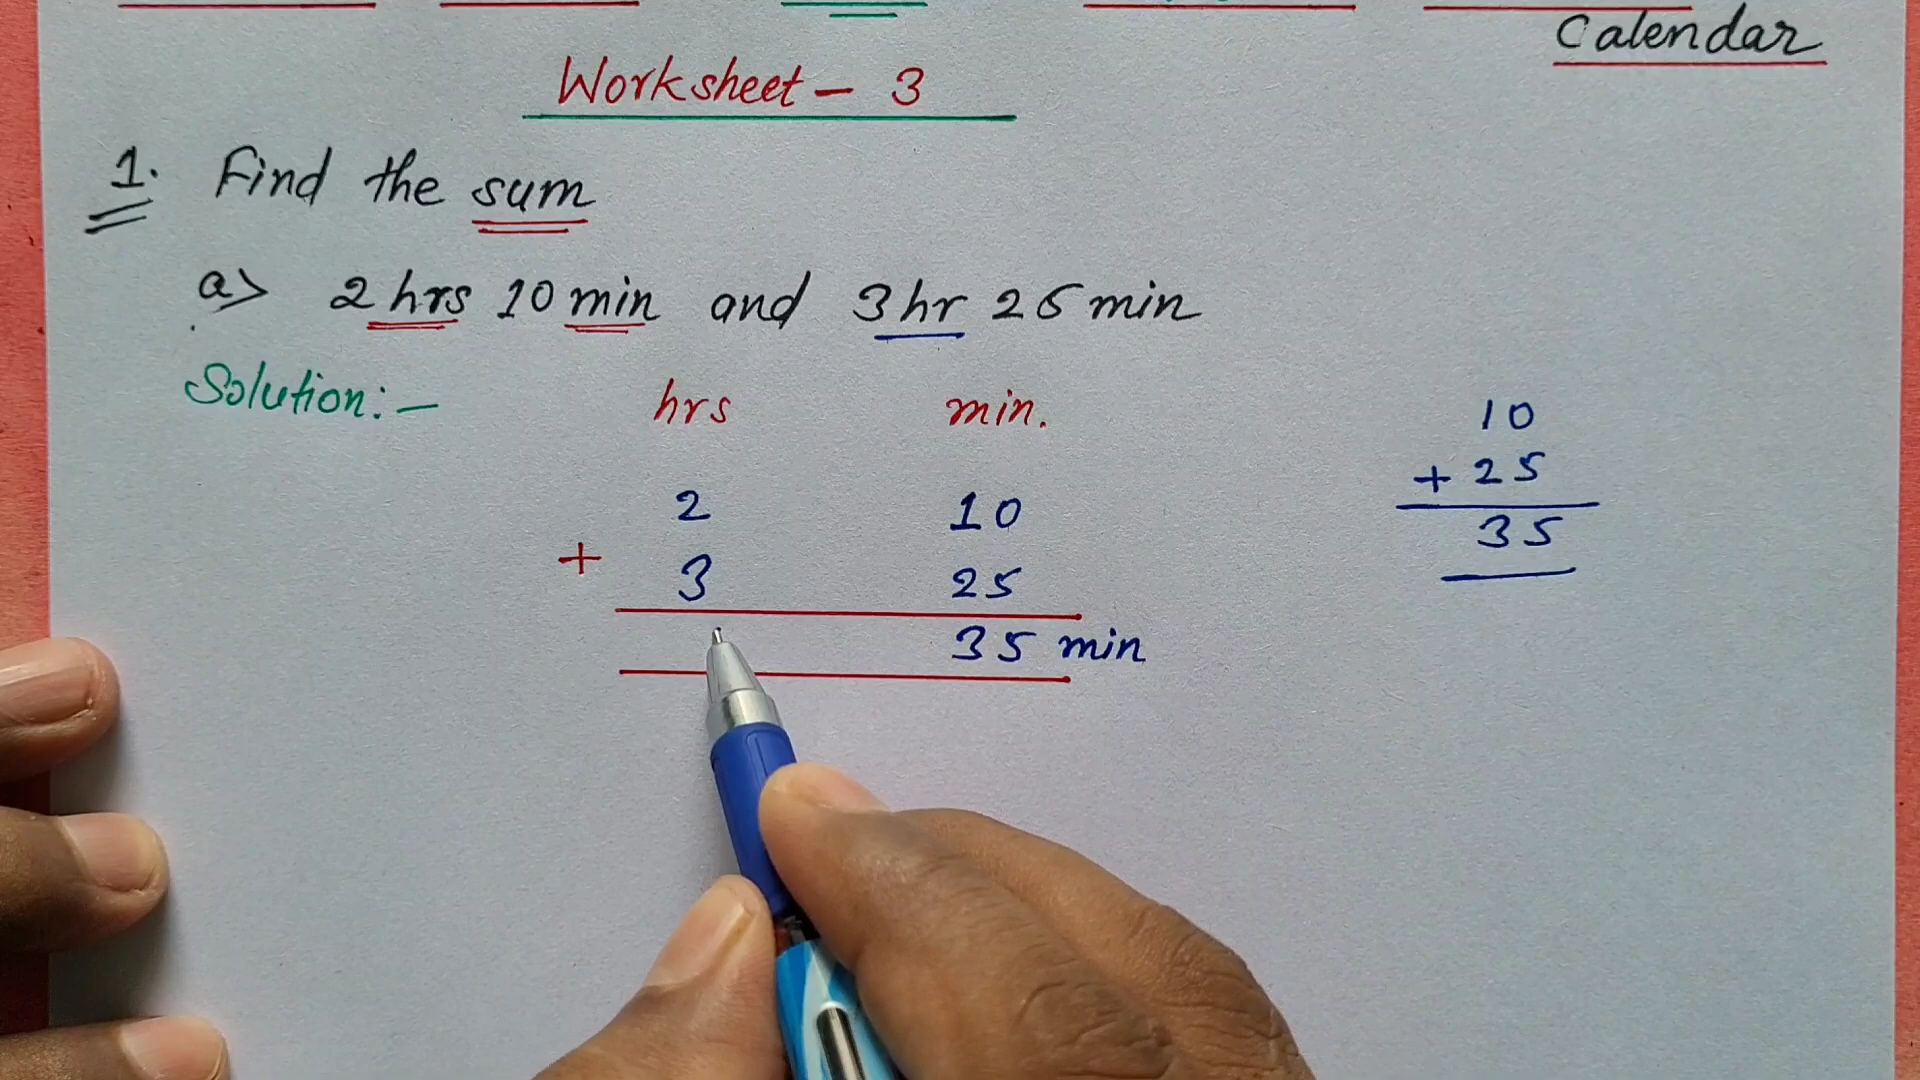 Calendar
Worksheet - 3
1. Find the sum
a> 2 hrs 10 min and 3 hr 25 min
Solution:-
hrs min.
2 10
+ 3 25
35 min
10
+ 25
35